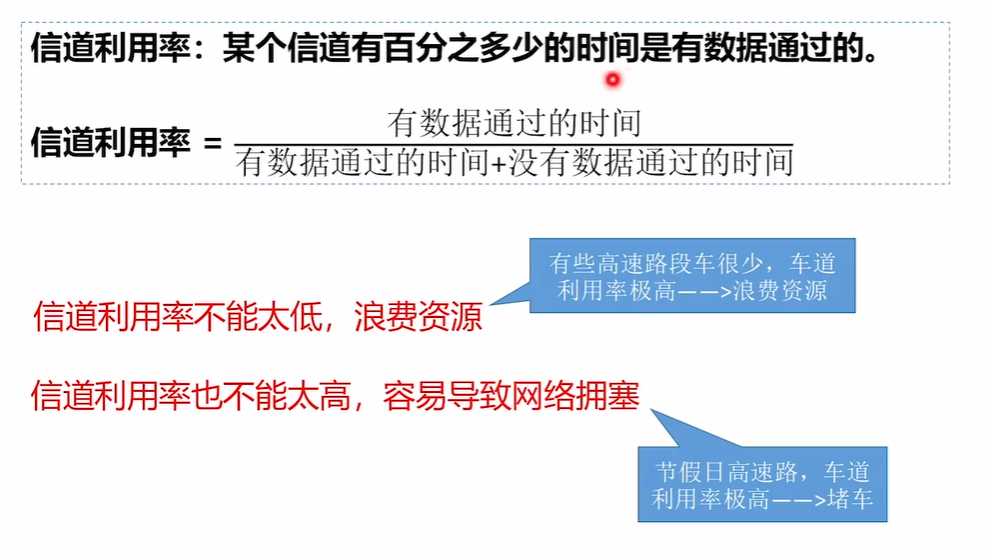 信道利用率：某个信道有百分之多少的时间是有数据通过的。
信道利用率 =
有数据通过的时间
有数据通过的时间+没有数据通过的时间
有些高速路段车很少，车道
利用率极高——>浪费资源
信道利用率不能太低，浪费资源
信道利用率也不能太高，容易导致网络拥塞
节假日高速路，车道
利用率极高——>堵车